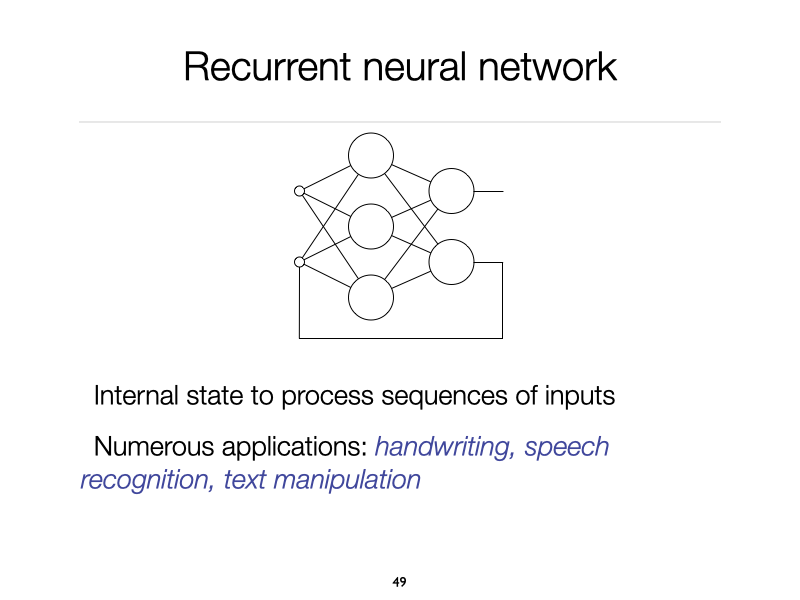 Recurrent neural network
Internal state to process sequences of inputs
Numerous applications: handwriting, speech
recognition, text manipulation
49